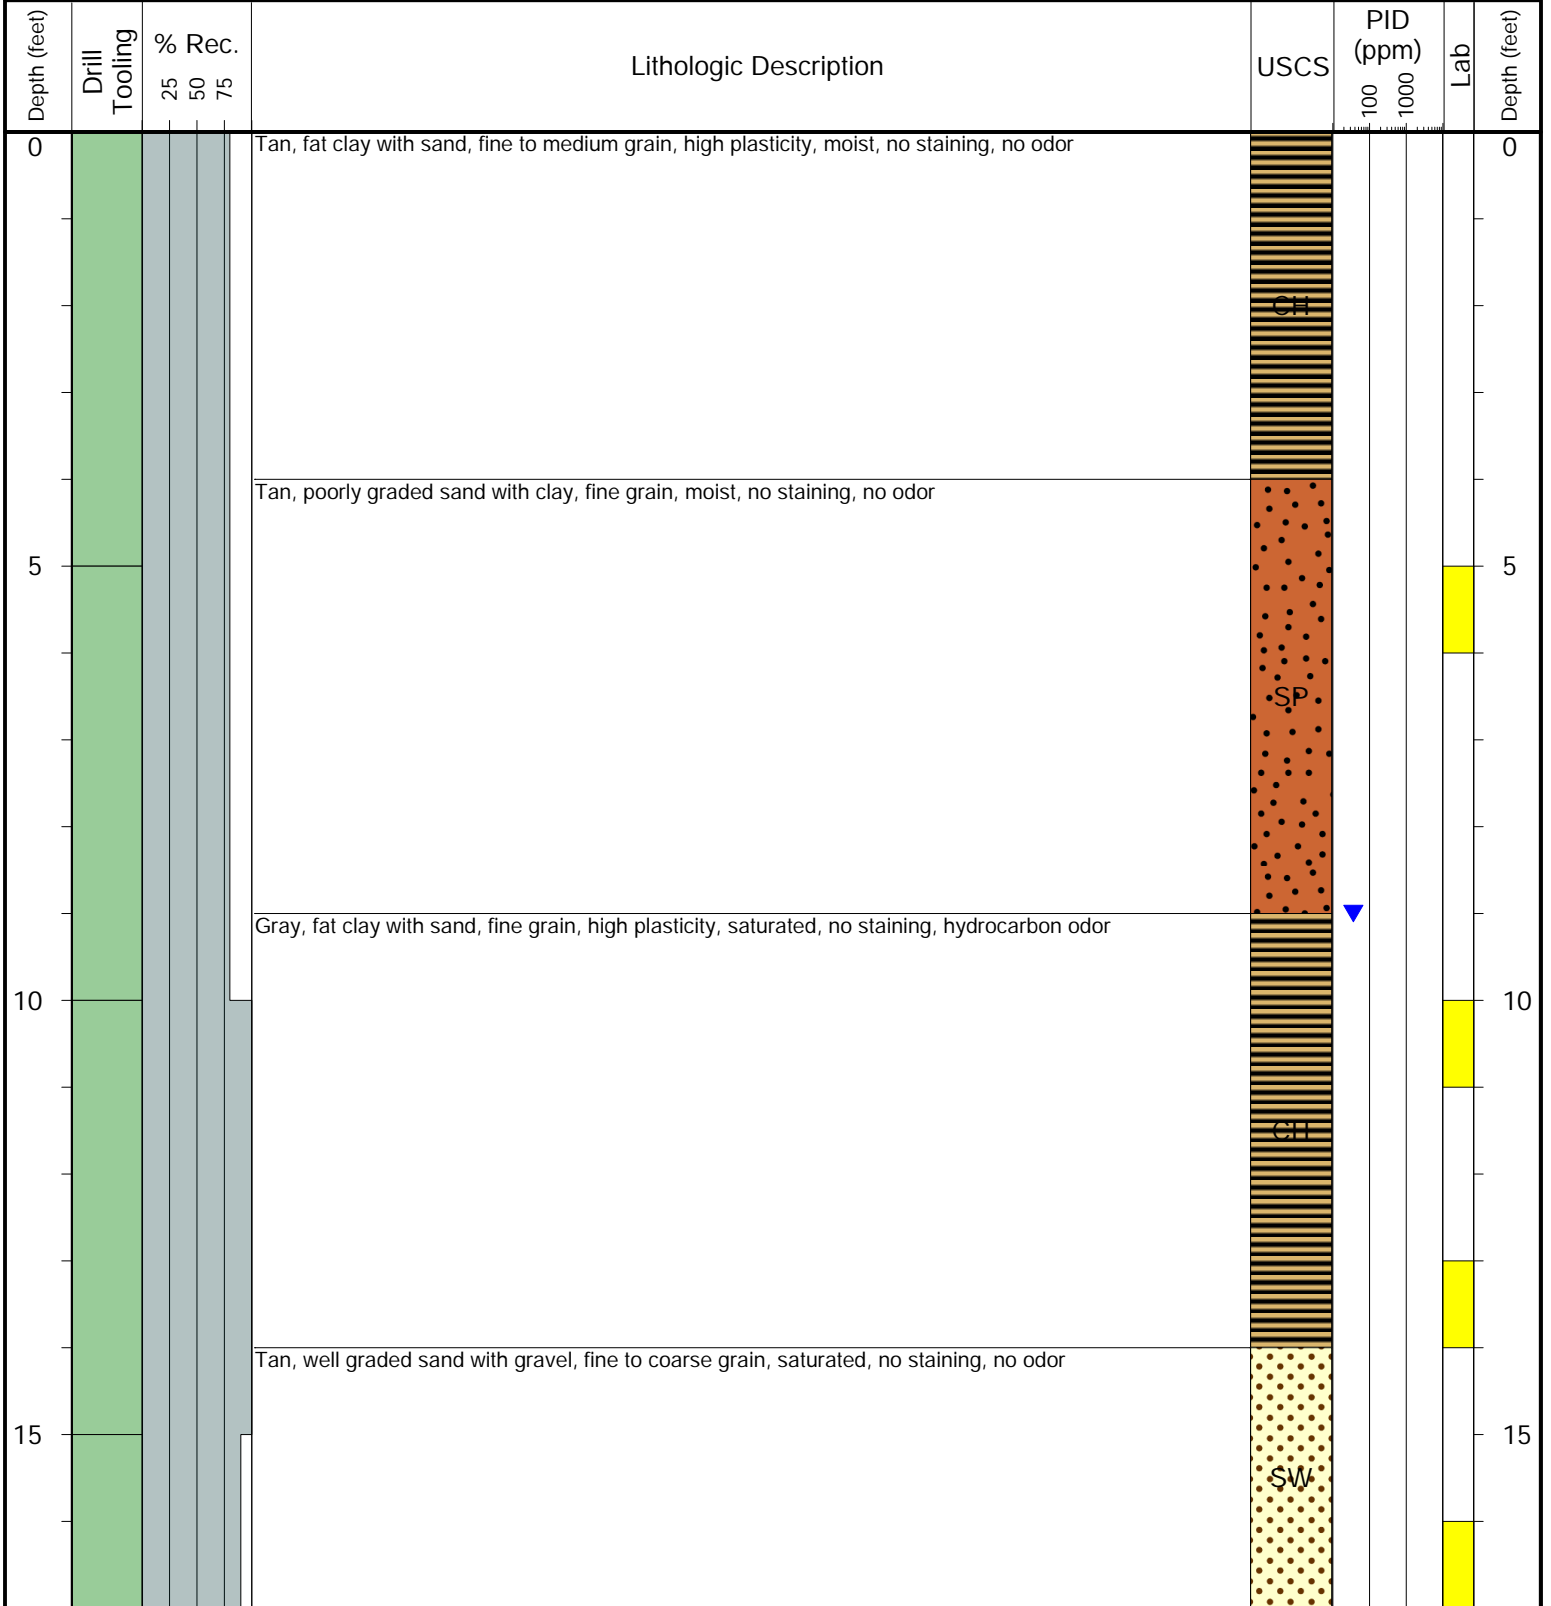 Depth (feet)
Drill
Tooling
% Rec.
25 50 75
Lithologic Description
USCS
PID
(ppm)
100 1000
Lab
Depth (feet)
0
Tan, fat clay with sand, fine to medium grain, high plasticity, moist, no staining, no odor
0
CH
Tan, poorly graded sand with clay, fine grain, moist, no staining, no odor
5
5
SP
Gray, fat clay with sand, fine grain, high plasticity, saturated, no staining, hydrocarbon odor
10
10
CH
Tan, well graded sand with gravel, fine to coarse grain, saturated, no staining, no odor
15
15
SW